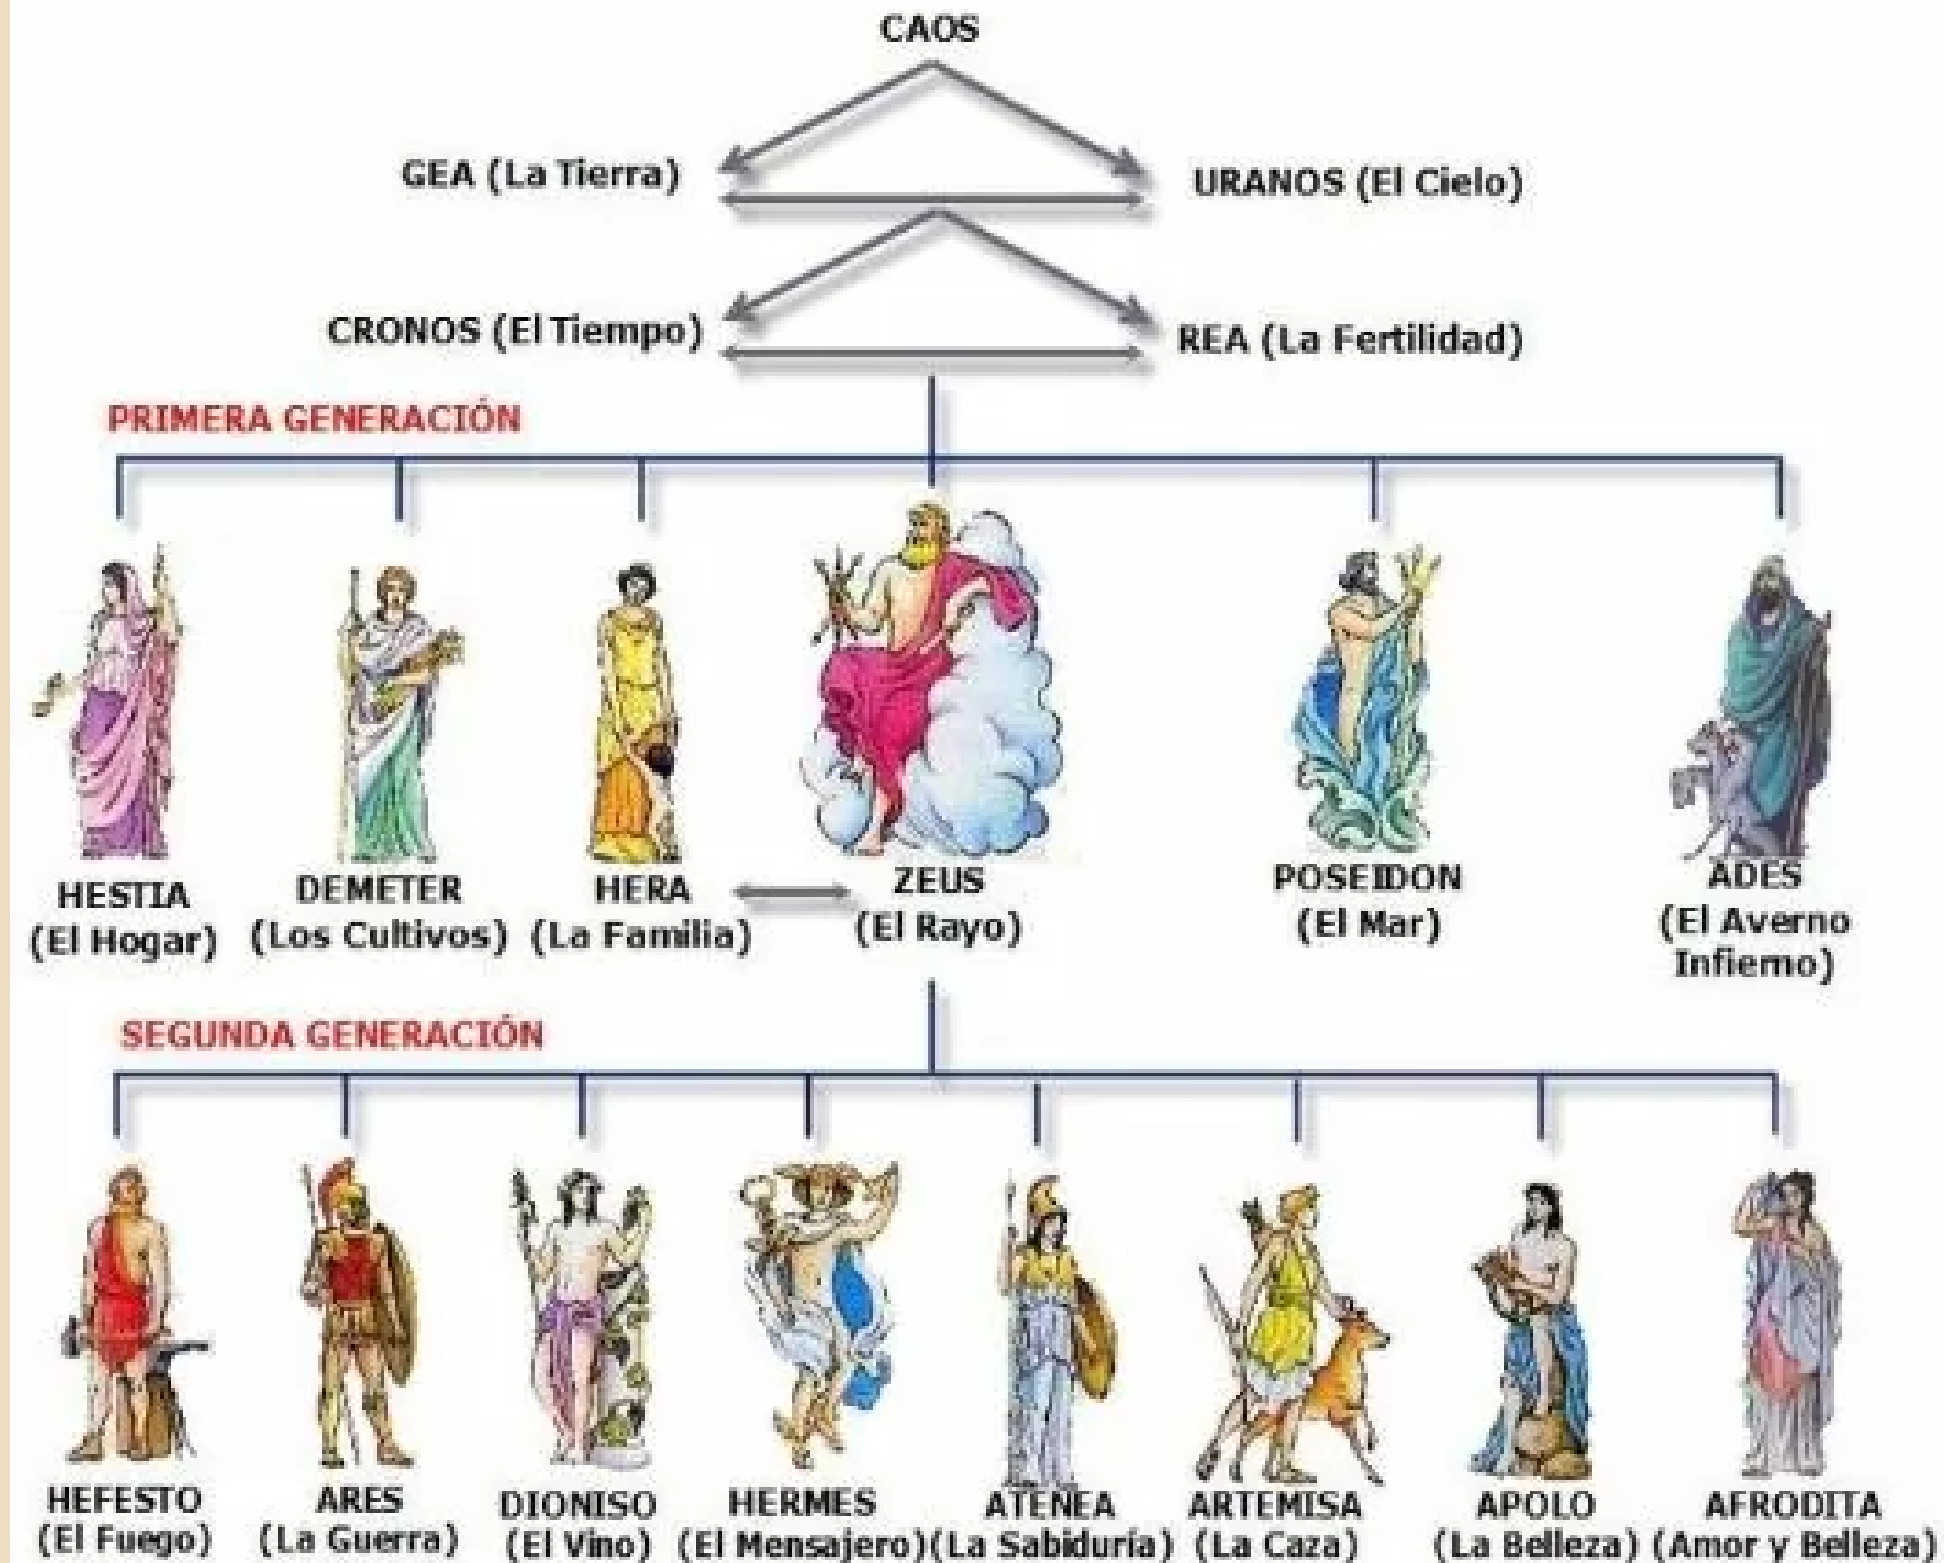 CAOS
GEA (La Tierra)
URANOS (El Cielo)
CRONOS (El Tiempo)
REA (La Fertilidad)
PRIMERA GENERACIÓN
HESTIA
(El Hogar)
DEMETER
(Los Cultivos)
HERA
(La Familia)
ZEUS
(El Rayo)
POSEIDON
(El Mar)
ADES
(El Averno
Infierno)
SEGUNDA GENERACIÓN
HEFESTO
(El Fuego)
ARES
(La Guerra)
DIONISO
(El Vino)
HERMES
(El Mensajero)
ATENEA
(La Sabiduría)
ARTEMISA
(La Caza)
APOLO
(La Belleza)
AFRODITA
(Amor y Belleza)